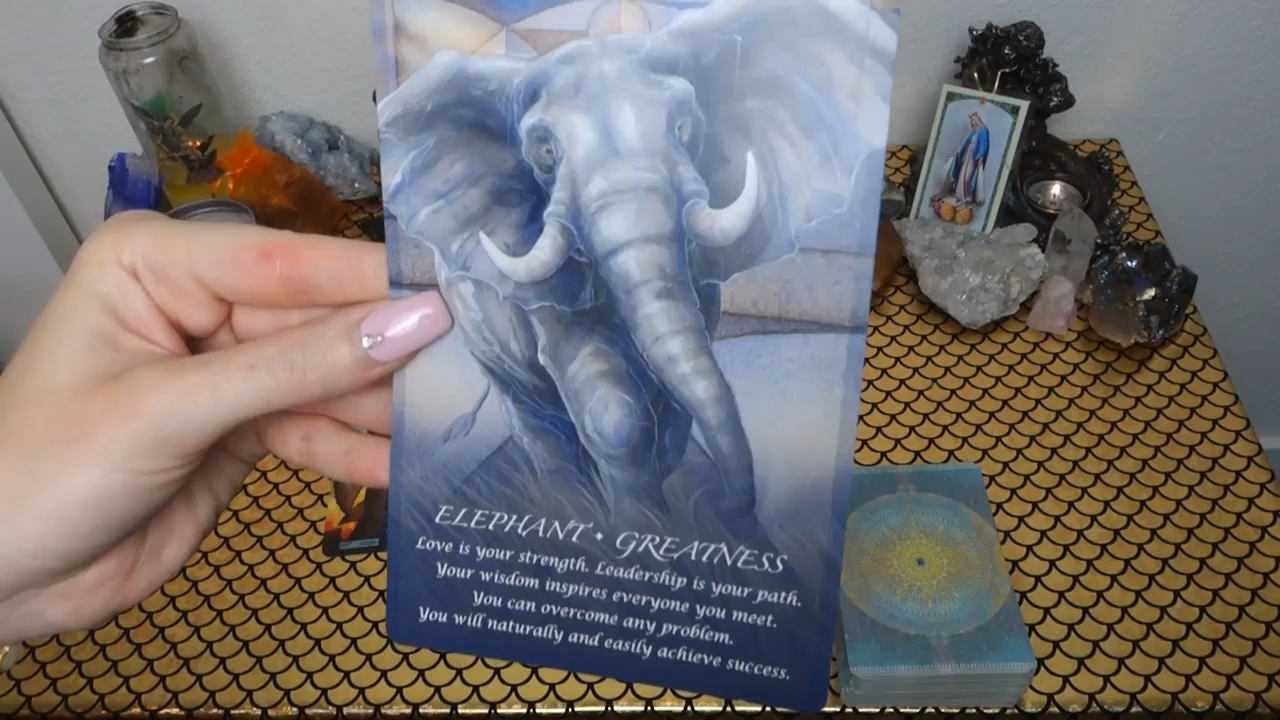 ELEPHANT • GREATNESS
Love is your strength. Leadership is your path.
Your wisdom inspires everyone you meet.
You can overcome any problem.
You will naturally and easily achieve success.